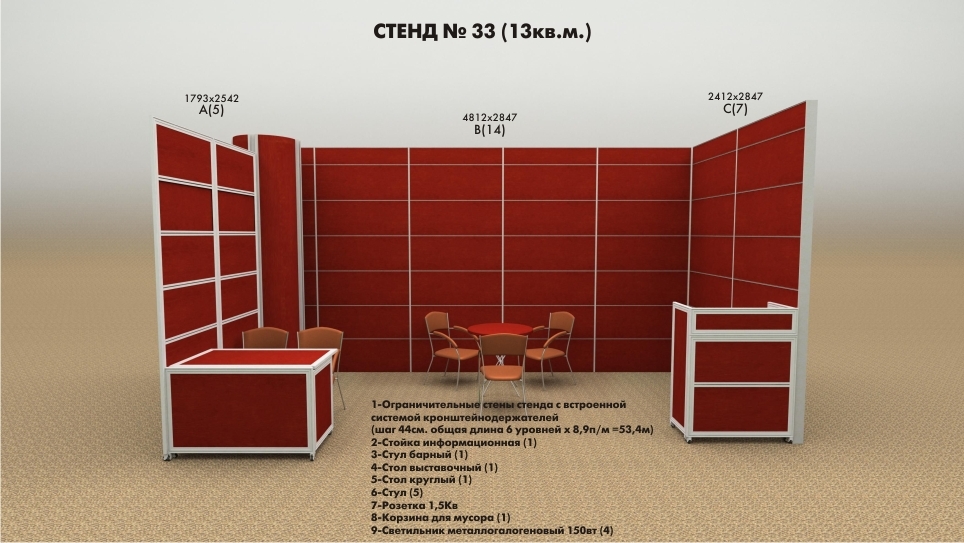 СТЕНД № 33 (13кв.м.)
1793x2542
A(5)
4812x2847
B(14)
2412x2847
C(7)
1-Ограничительные стены стенда с встроенной
системой кронштейнодержателей
(шаг 44см. общая длина 6 уровней х 8,9п/м =53,4м)
2-Стойка информационная (1)
3-Стул барный (1)
4-Стол выставочный (1)
5-Стол круглый (1)
6-Стул (5)
7-Розетка 1,5Кв
8-Корзина для мусора (1)
9-Светильник металлогалогеновый 150вт (4)